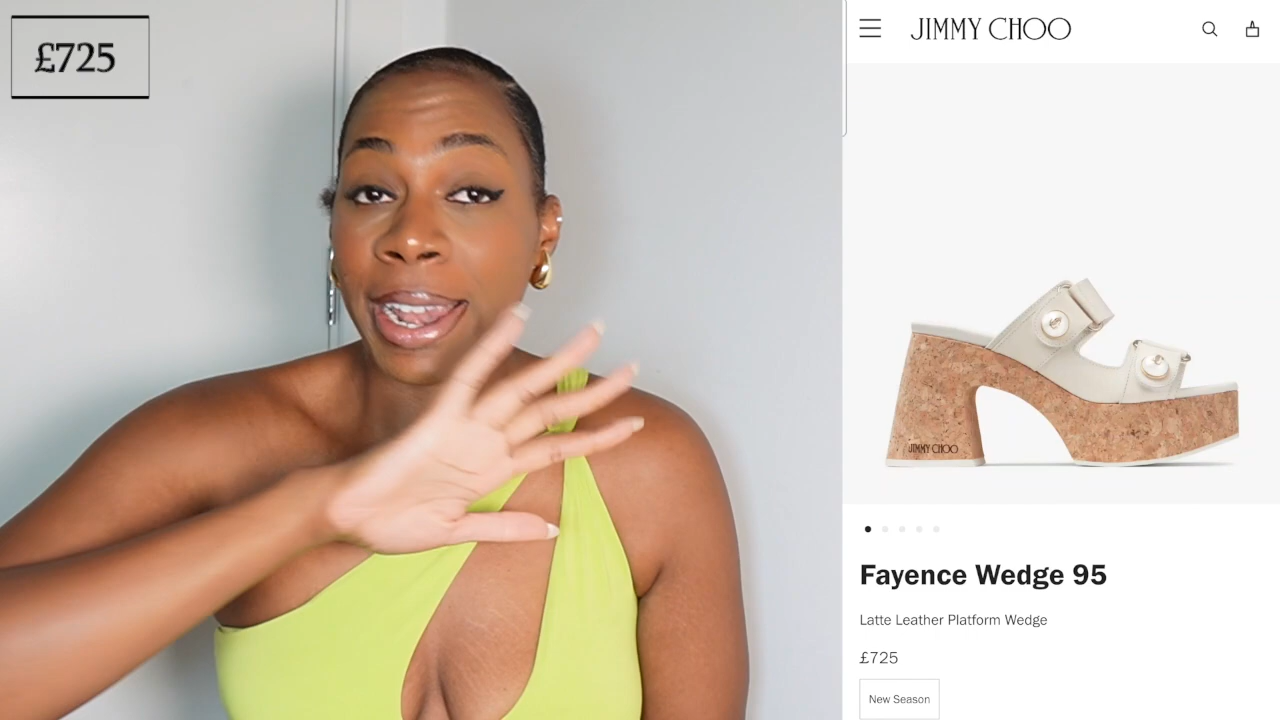 £725
JIMMY CHOO
JIMMY CHOO
Fayence Wedge 95
Latte Leather Platform Wedge
£725
New Season